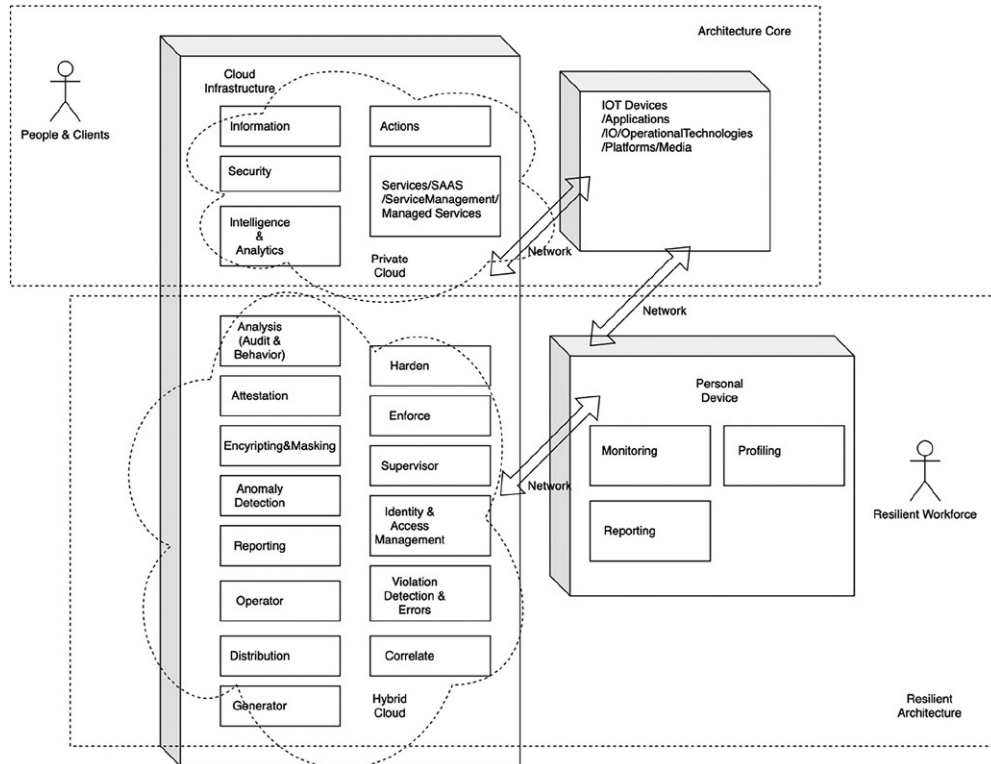 Architecture Core
People & Clients
Cloud
Infrastructure
Information
Actions
Security
Services/SAAS
/ServiceManagement/
Managed Services
Intelligence
&
Analytics
Private
Cloud
IOT Devices
/Applications
/IO/OperationalTechnologies
/Platforms/Media
Network
Network
Analysis
(Audit &
Behavior)
Harden
Attestation
Enforce
Encyripting&Masking
Supervisor
Anomaly
Detection
Identity &
Access
Management
Reporting
Violation
Detection &
Errors
Operator
Distribution
Correlate
Generator
Hybrid
Cloud
Network
Personal
Device
Monitoring
Profiling
Reporting
Resilient Workforce
Resilient
Architecture